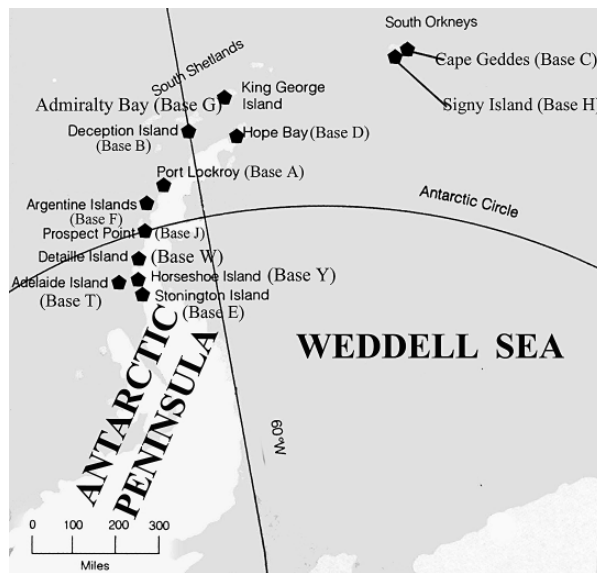 South Orkneys
Cape Geddes (Base C)
Signy Island (Base H)
South Shetlands
King George
Island
Admiralty Bay (Base G)
Deception Island
(Base B)
Hope Bay (Base D)
Port Lockroy (Base A)
Argentine Islands
(Base F)
Antarctic Circle
Prospect Point (Base J)
Detaille Island (Base W)
Horseshoe Island (Base Y)
Adelaide Island
(Base T)
Stonington Island
(Base E)
WEDDELL SEA
ANTARCTIC
PENINSULA
60°W
0 100 200 300
Miles